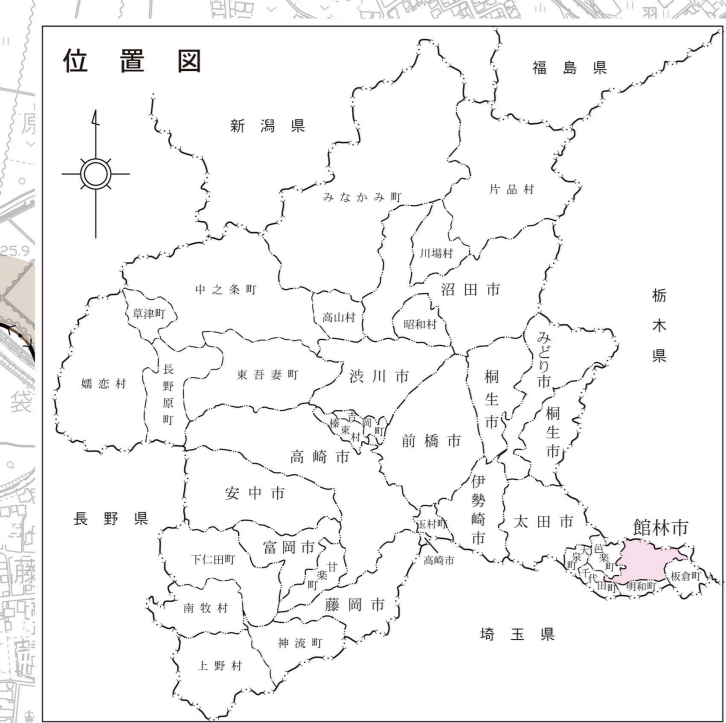 位置図
福島県
新潟県
みなかみ町
片品村
川場村
中之条町
沼田市
栃木県
草津町
高山村
昭和村
みどり市
嬬恋村
長野原町
東吾妻町
渋川市
桐生市
桐生市
吉岡町
榛東村
前橋市
高崎市
安中市
伊勢崎市
太田市
長野県
玉村町
館林市
下仁田町
富岡市
甘楽町
高崎市
大泉町
邑楽町
千代田町
明和町
板倉町
南牧村
藤岡市
神流町
埼玉県
上野村
25.9
原
袋
藤